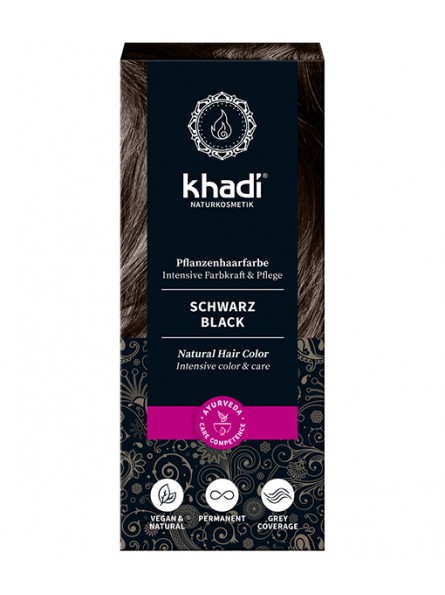 khadí®
NATURKOSMETIK
Pflanzenhaarfarbe
Intensive Farbkraft & Pflege
SCHWARZ
BLACK
Natural Hair Color
Intensive color & care
AYURVEDA
CARE COMPETENCE
VEGAN &
NATURAL
PERMANENT
GREY
COVERAGE